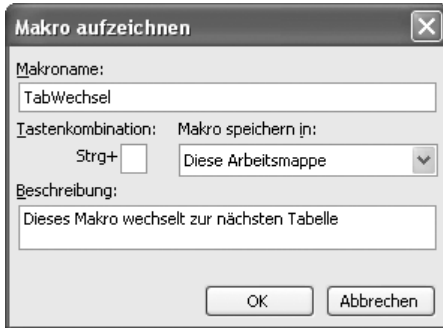 Makro aufzeichnen
Makroname:
TabWechsel
Tastenkombination: Makro speichern in:
Strg+ Diese Arbeitsmappe
Beschreibung:
Dieses Makro wechselt zur nächsten Tabelle
OK Abbrechen